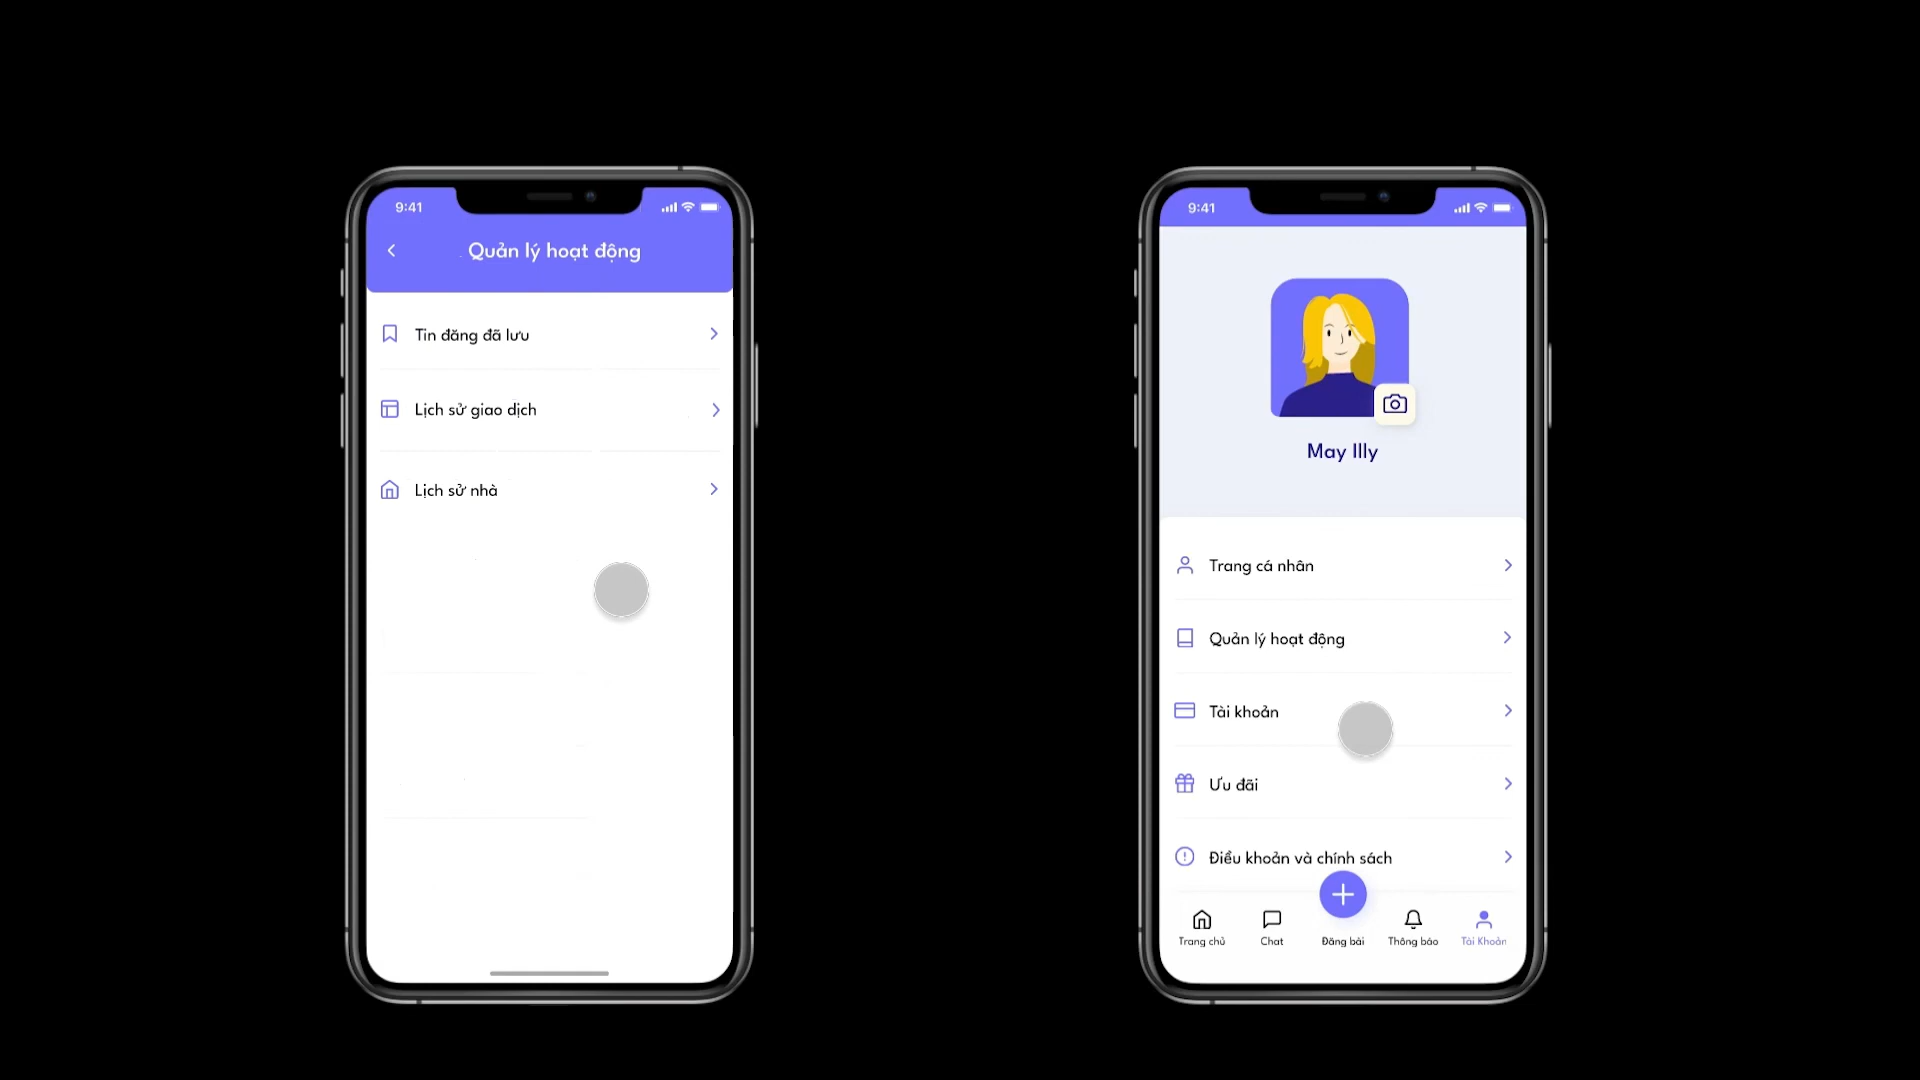 9:41
Quản lý hoạt động
Tin đăng đã lưu
Lịch sử giao dịch
Lịch sử nhà
9:41
May Illy
Trang cá nhân
Quản lý hoạt động
Tài khoản
Ưu đãi
Điều khoản và chính sách
Trang chủ
Chat
Đăng bài
Thông báo
Tài Khoản